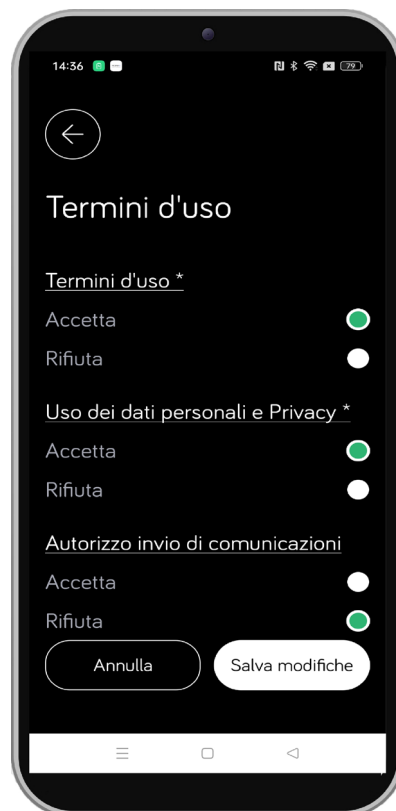 14:36
79
Termini d'uso
Termini d'uso *
Accetta
Rifiuta
Uso dei dati personali e Privacy *
Accetta
Rifiuta
Autorizzo invio di comunicazioni
Accetta
Rifiuta
Annulla
Salva modifiche